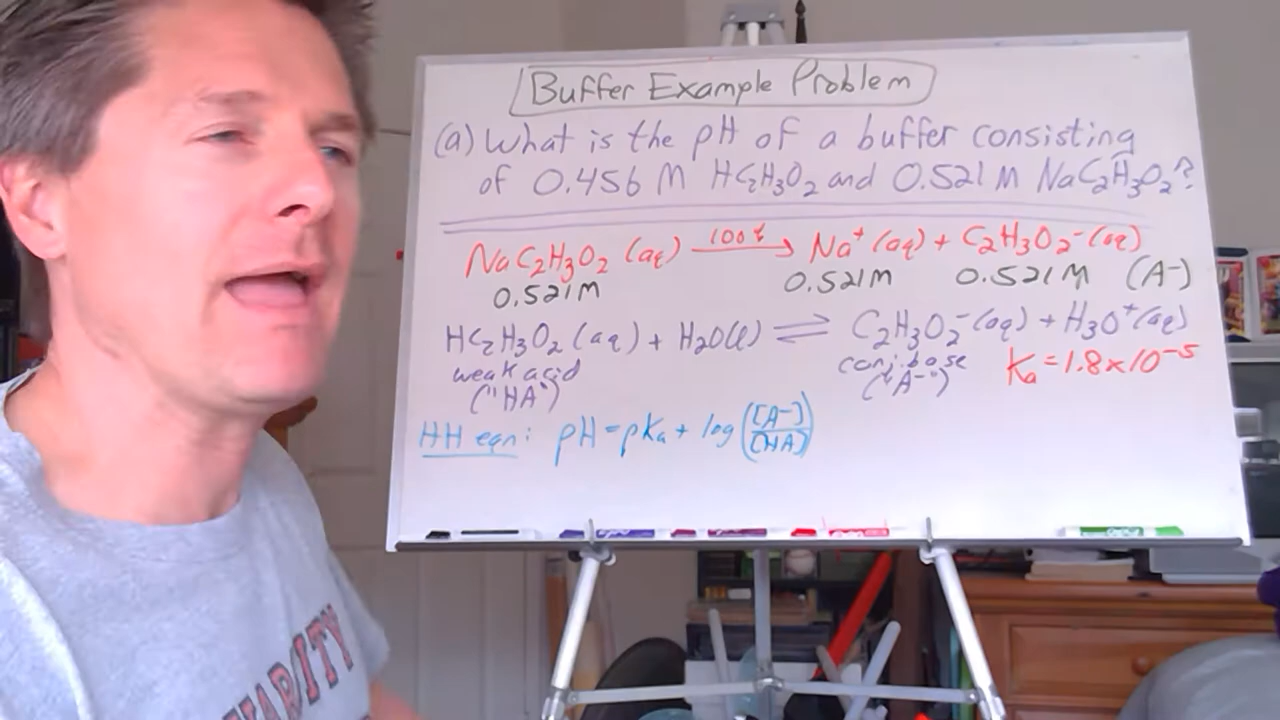 Buffer Example Problem
(a) What is the pH of a buffer consisting
of 0.456 M HC₂H₃O₂ and 0.521 M NaC₂H₃O₂?
NaC₂H₃O₂ (aq) —100%→ Na⁺(aq) + C₂H₃O₂⁻(aq)
0.521M 0.521M 0.521M (A-)
HC₂H₃O₂(aq) + H₂O(l) ⇌ C₂H₃O₂⁻(aq) + H₃O⁺(aq)
weak acid conj. base Kₐ = 1.8×10⁻⁵
("HA") ("A-")
HH eqn: pH = pKₐ + log([A-]/[HA])